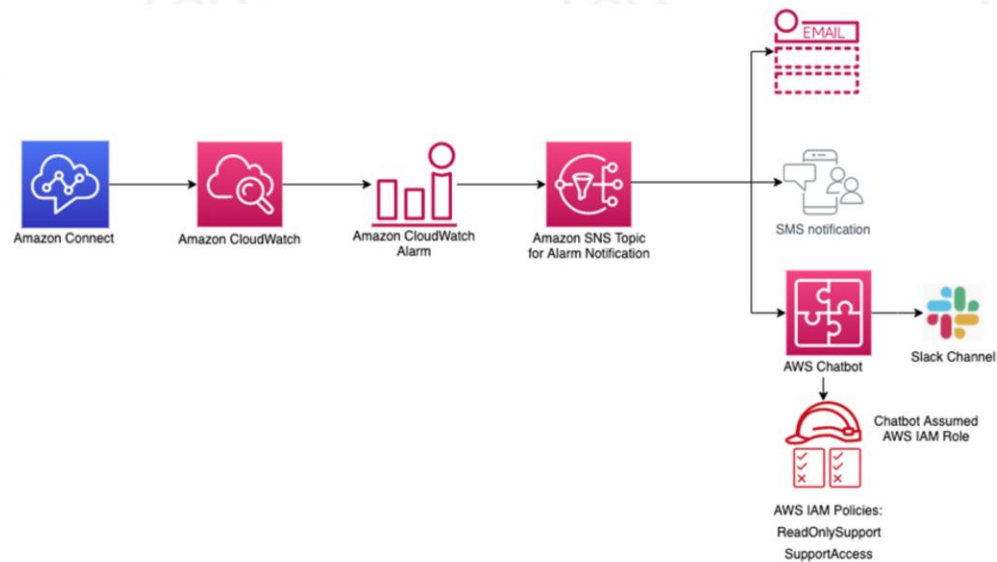 EMAIL
Amazon Connect
Amazon CloudWatch
Amazon CloudWatch
Alarm
Amazon SNS Topic
for Alarm Notification
SMS notification
AWS Chatbot
Slack Channel
Chatbot Assumed
AWS IAM Role
AWS IAM Policies:
ReadOnlySupport
SupportAccess